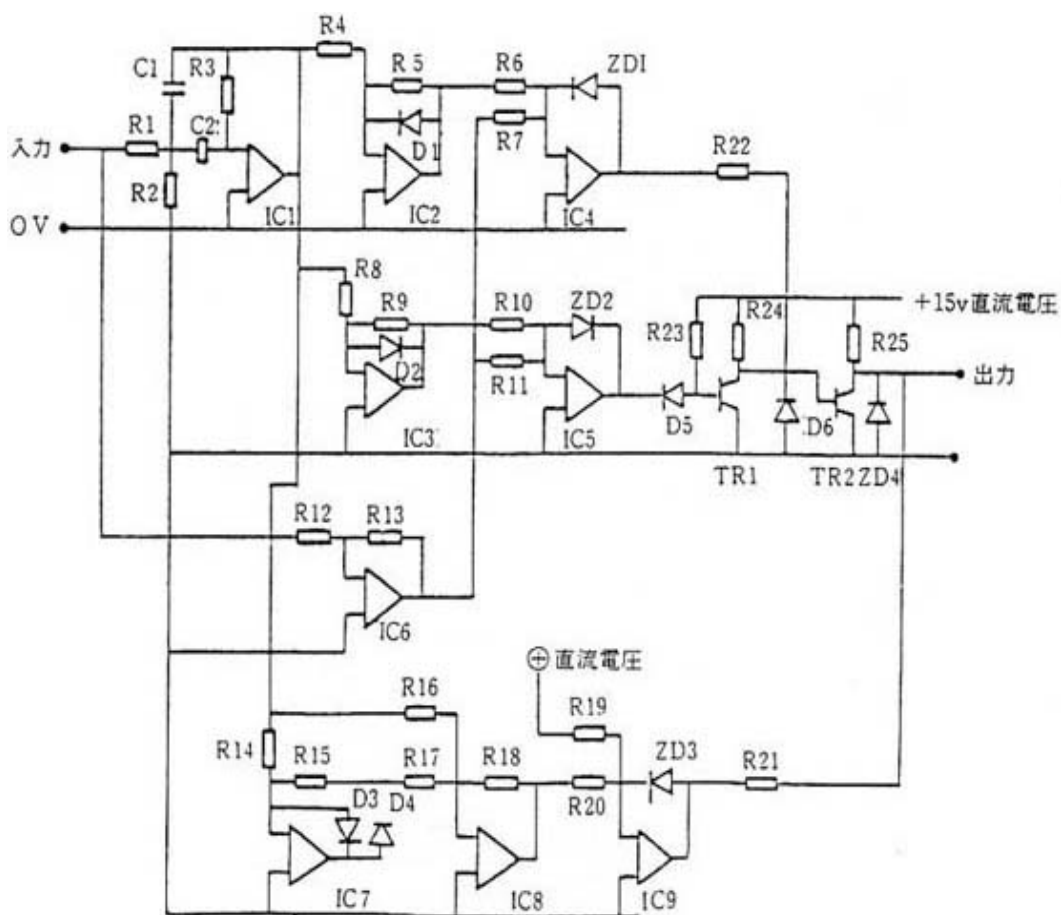 R4
C1
R3
R5
R6
ZD1
R1
C2
D1
R7
入力
R2
R22
IC1
IC2
IC4
0V
R8
R9
R10
ZD2
+15v直流電圧
R23
R24
R25
D2
R11
出力
IC3
IC5
D5
D6
TR1
TR2
ZD4
R12
R13
IC6
⊕直流電圧
R16
R19
R14
R15
R17
R18
ZD3
R21
R20
D3
D4
IC7
IC8
IC9